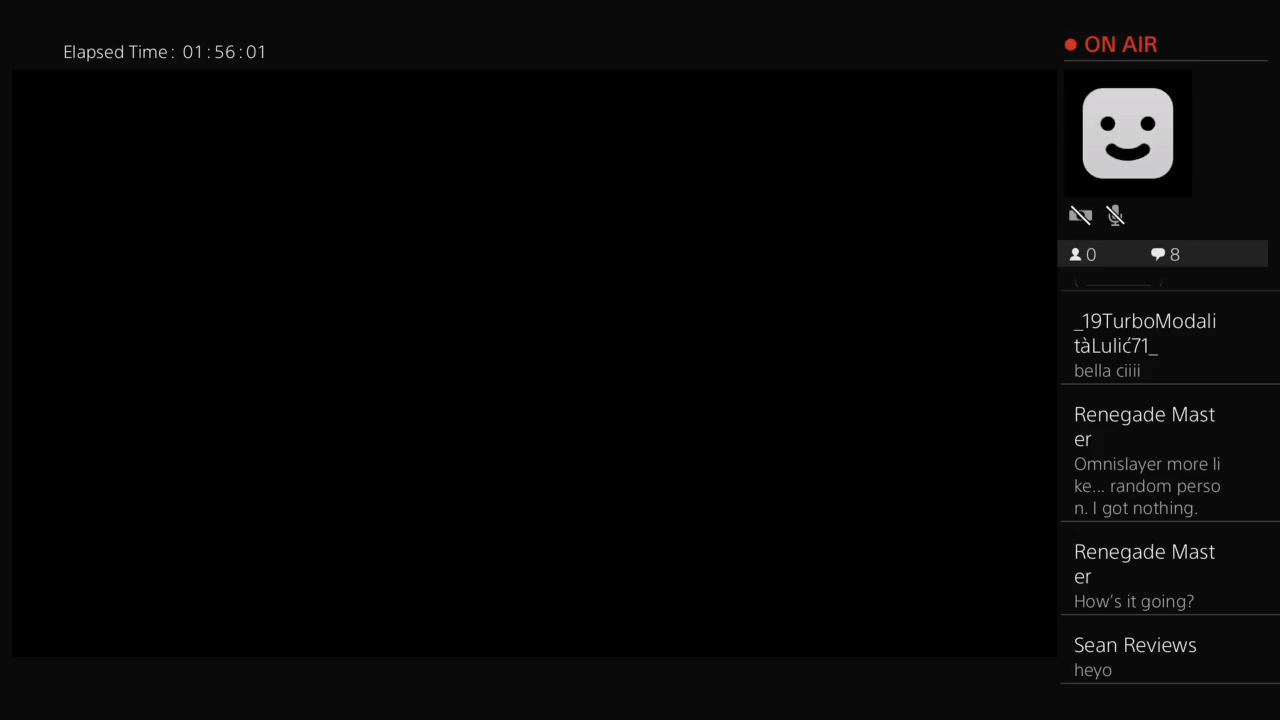 Elapsed Time: 01:56:01
ON AIR
0 8
_19TurboModali
tàLulić71_
bella ciiii
Renegade Mast
er
Omnislayer more li
ke... random perso
n. I got nothing.
Renegade Mast
er
How's it going?
Sean Reviews
heyo